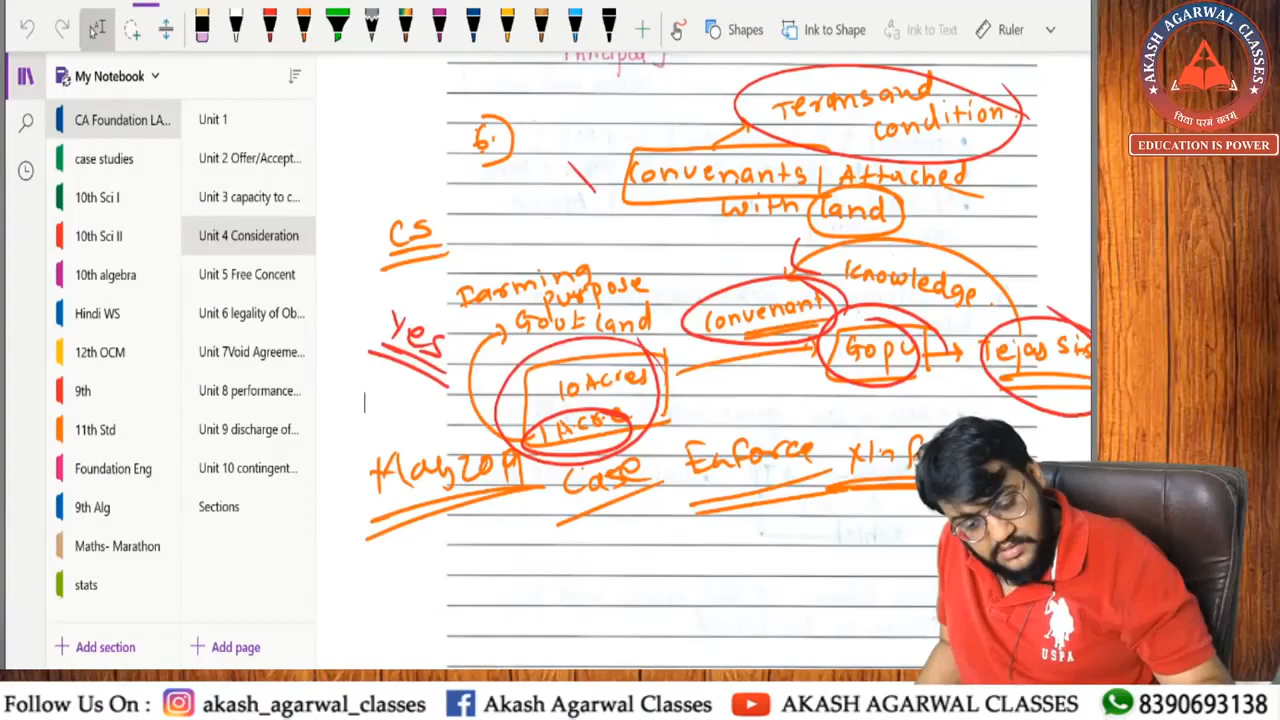 Shapes
Ink to Shape
Ink to Text
Ruler
My Notebook
CA Foundation LA...
case studies
10th Sci I
10th Sci II
10th algebra
Hindi WS
12th OCM
9th
11th Std
Foundation Eng
9th Alg
Maths- Marathon
stats
Add section
Unit 1
Unit 2 Offer/Accept...
Unit 3 capacity to c...
Unit 4 Consideration
Unit 5 Free Concent
Unit 6 legality of Ob...
Unit 7Void Agreeme...
Unit 8 performance...
Unit 9 discharge of...
Unit 10 contingent...
Sections
Add page
Principal
6.
Terms and
condition
Convenants | Attached
with land
CS
Farming
purpose
Govt land
Yes
Convenant
Knowledge
Gopu
Tejas
10 Acres
1 Acre
May 20
Case
Enforce
AKASH AGARWAL CLASSES
विद्या परमं बलम्
EDUCATION IS POWER
USPA
Follow Us On :
akash_agarwal_classes
Akash Agarwal Classes
AKASH AGARWAL CLASSES
8390693138